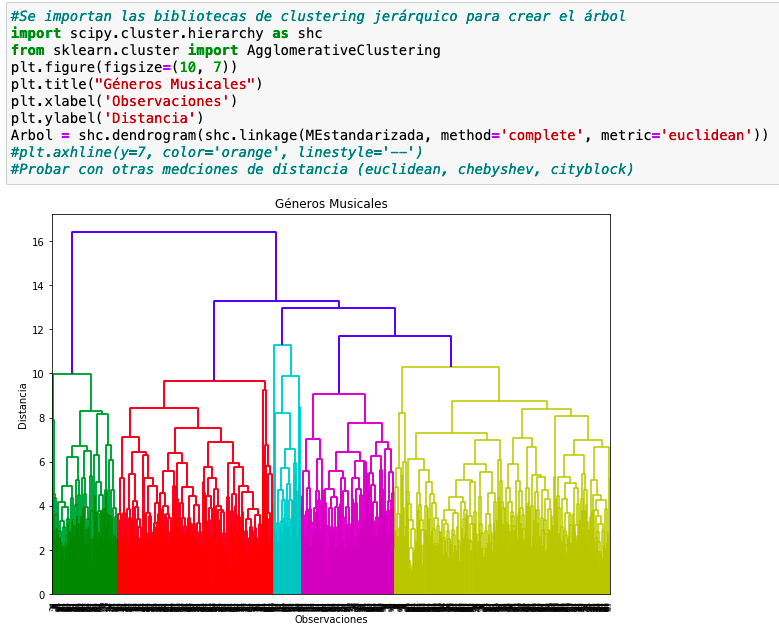 #Se importan las bibliotecas de clustering jerárquico para crear el árbol
import scipy.cluster.hierarchy as shc
from sklearn.cluster import AgglomerativeClustering
plt.figure(figsize=(10, 7))
plt.title("Géneros Musicales")
plt.xlabel('Observaciones')
plt.ylabel('Distancia')
Arbol = shc.dendrogram(shc.linkage(MEstandarizada, method='complete', metric='euclidean'))
#plt.axhline(y=7, color='orange', linestyle='--')
#Probar con otras medciones de distancia (euclidean, chebyshev, cityblock)
Géneros Musicales
16
14
12
10
8
6
4
2
0
Distancia
Observaciones